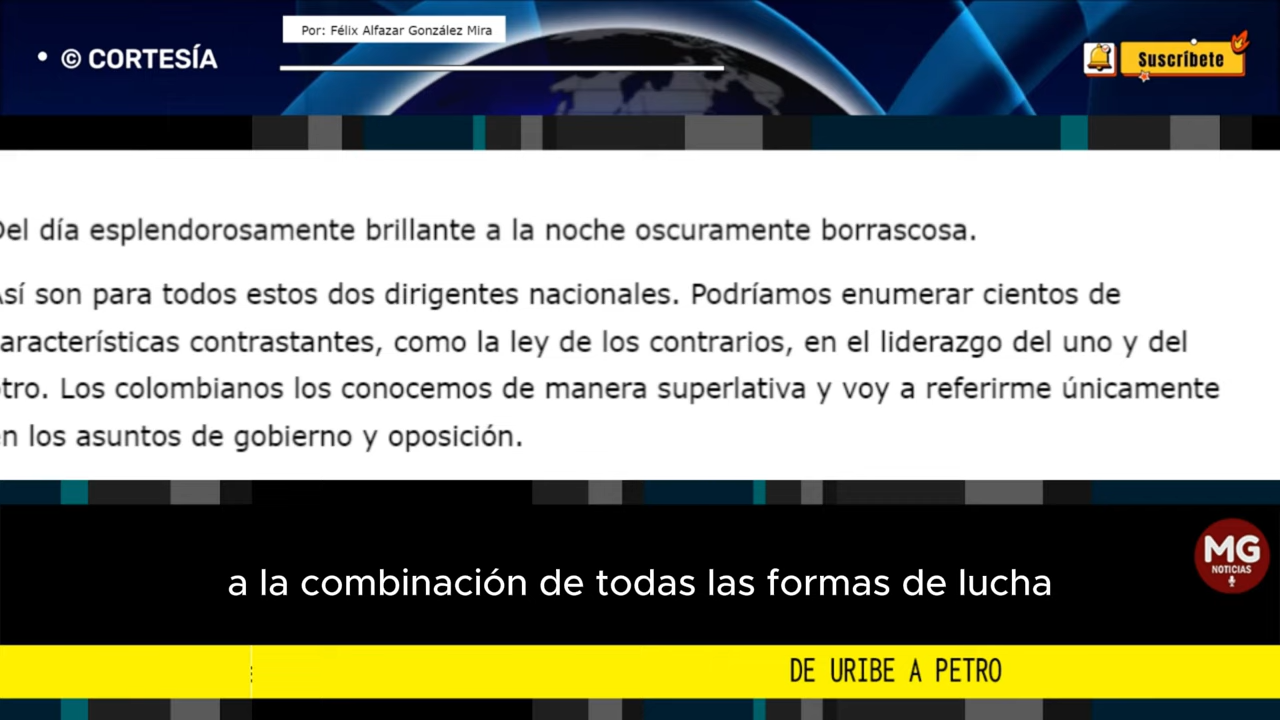 Por: Félix Alfazar González Mira
• © CORTESÍA
Suscríbete
Del día esplendorosamente brillante a la noche oscuramente borrascosa.
Así son para todos estos dos dirigentes nacionales. Podríamos enumerar cientos de
características contrastantes, como la ley de los contrarios, en el liderazgo del uno y del
otro. Los colombianos los conocemos de manera superlativa y voy a referirme únicamente
en los asuntos de gobierno y oposición.
MG
NOTICIAS
a la combinación de todas las formas de lucha
DE URIBE A PETRO